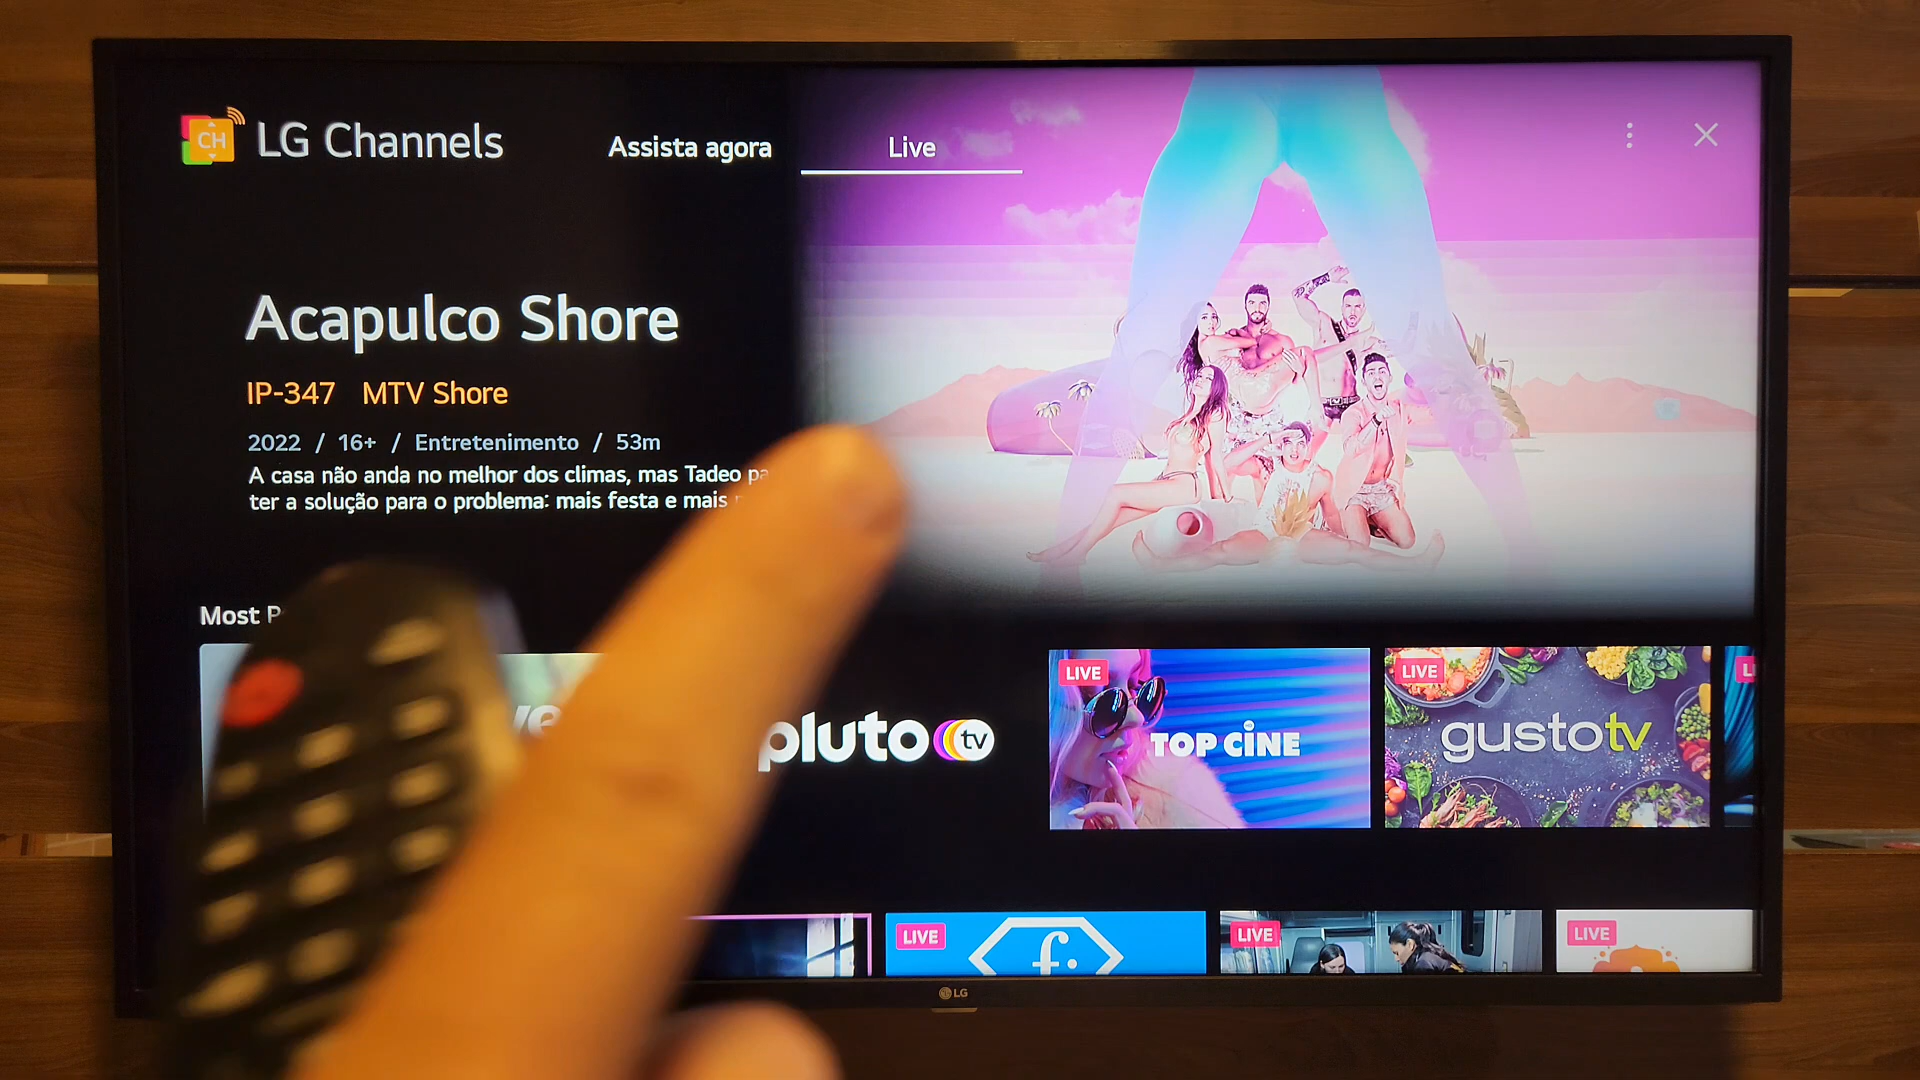 CH LG Channels
Assista agora
Live
Acapulco Shore
IP-347 MTV Shore
2022 / 16+ / Entretenimento / 53m
A casa não anda no melhor dos climas, mas Tadeo
ter a solução para o problema: mais festa e mais
Most
pluto tv
LIVE
TOP CiNE
LIVE
gustotv
LIVE
f.
LIVE
LIVE
LG